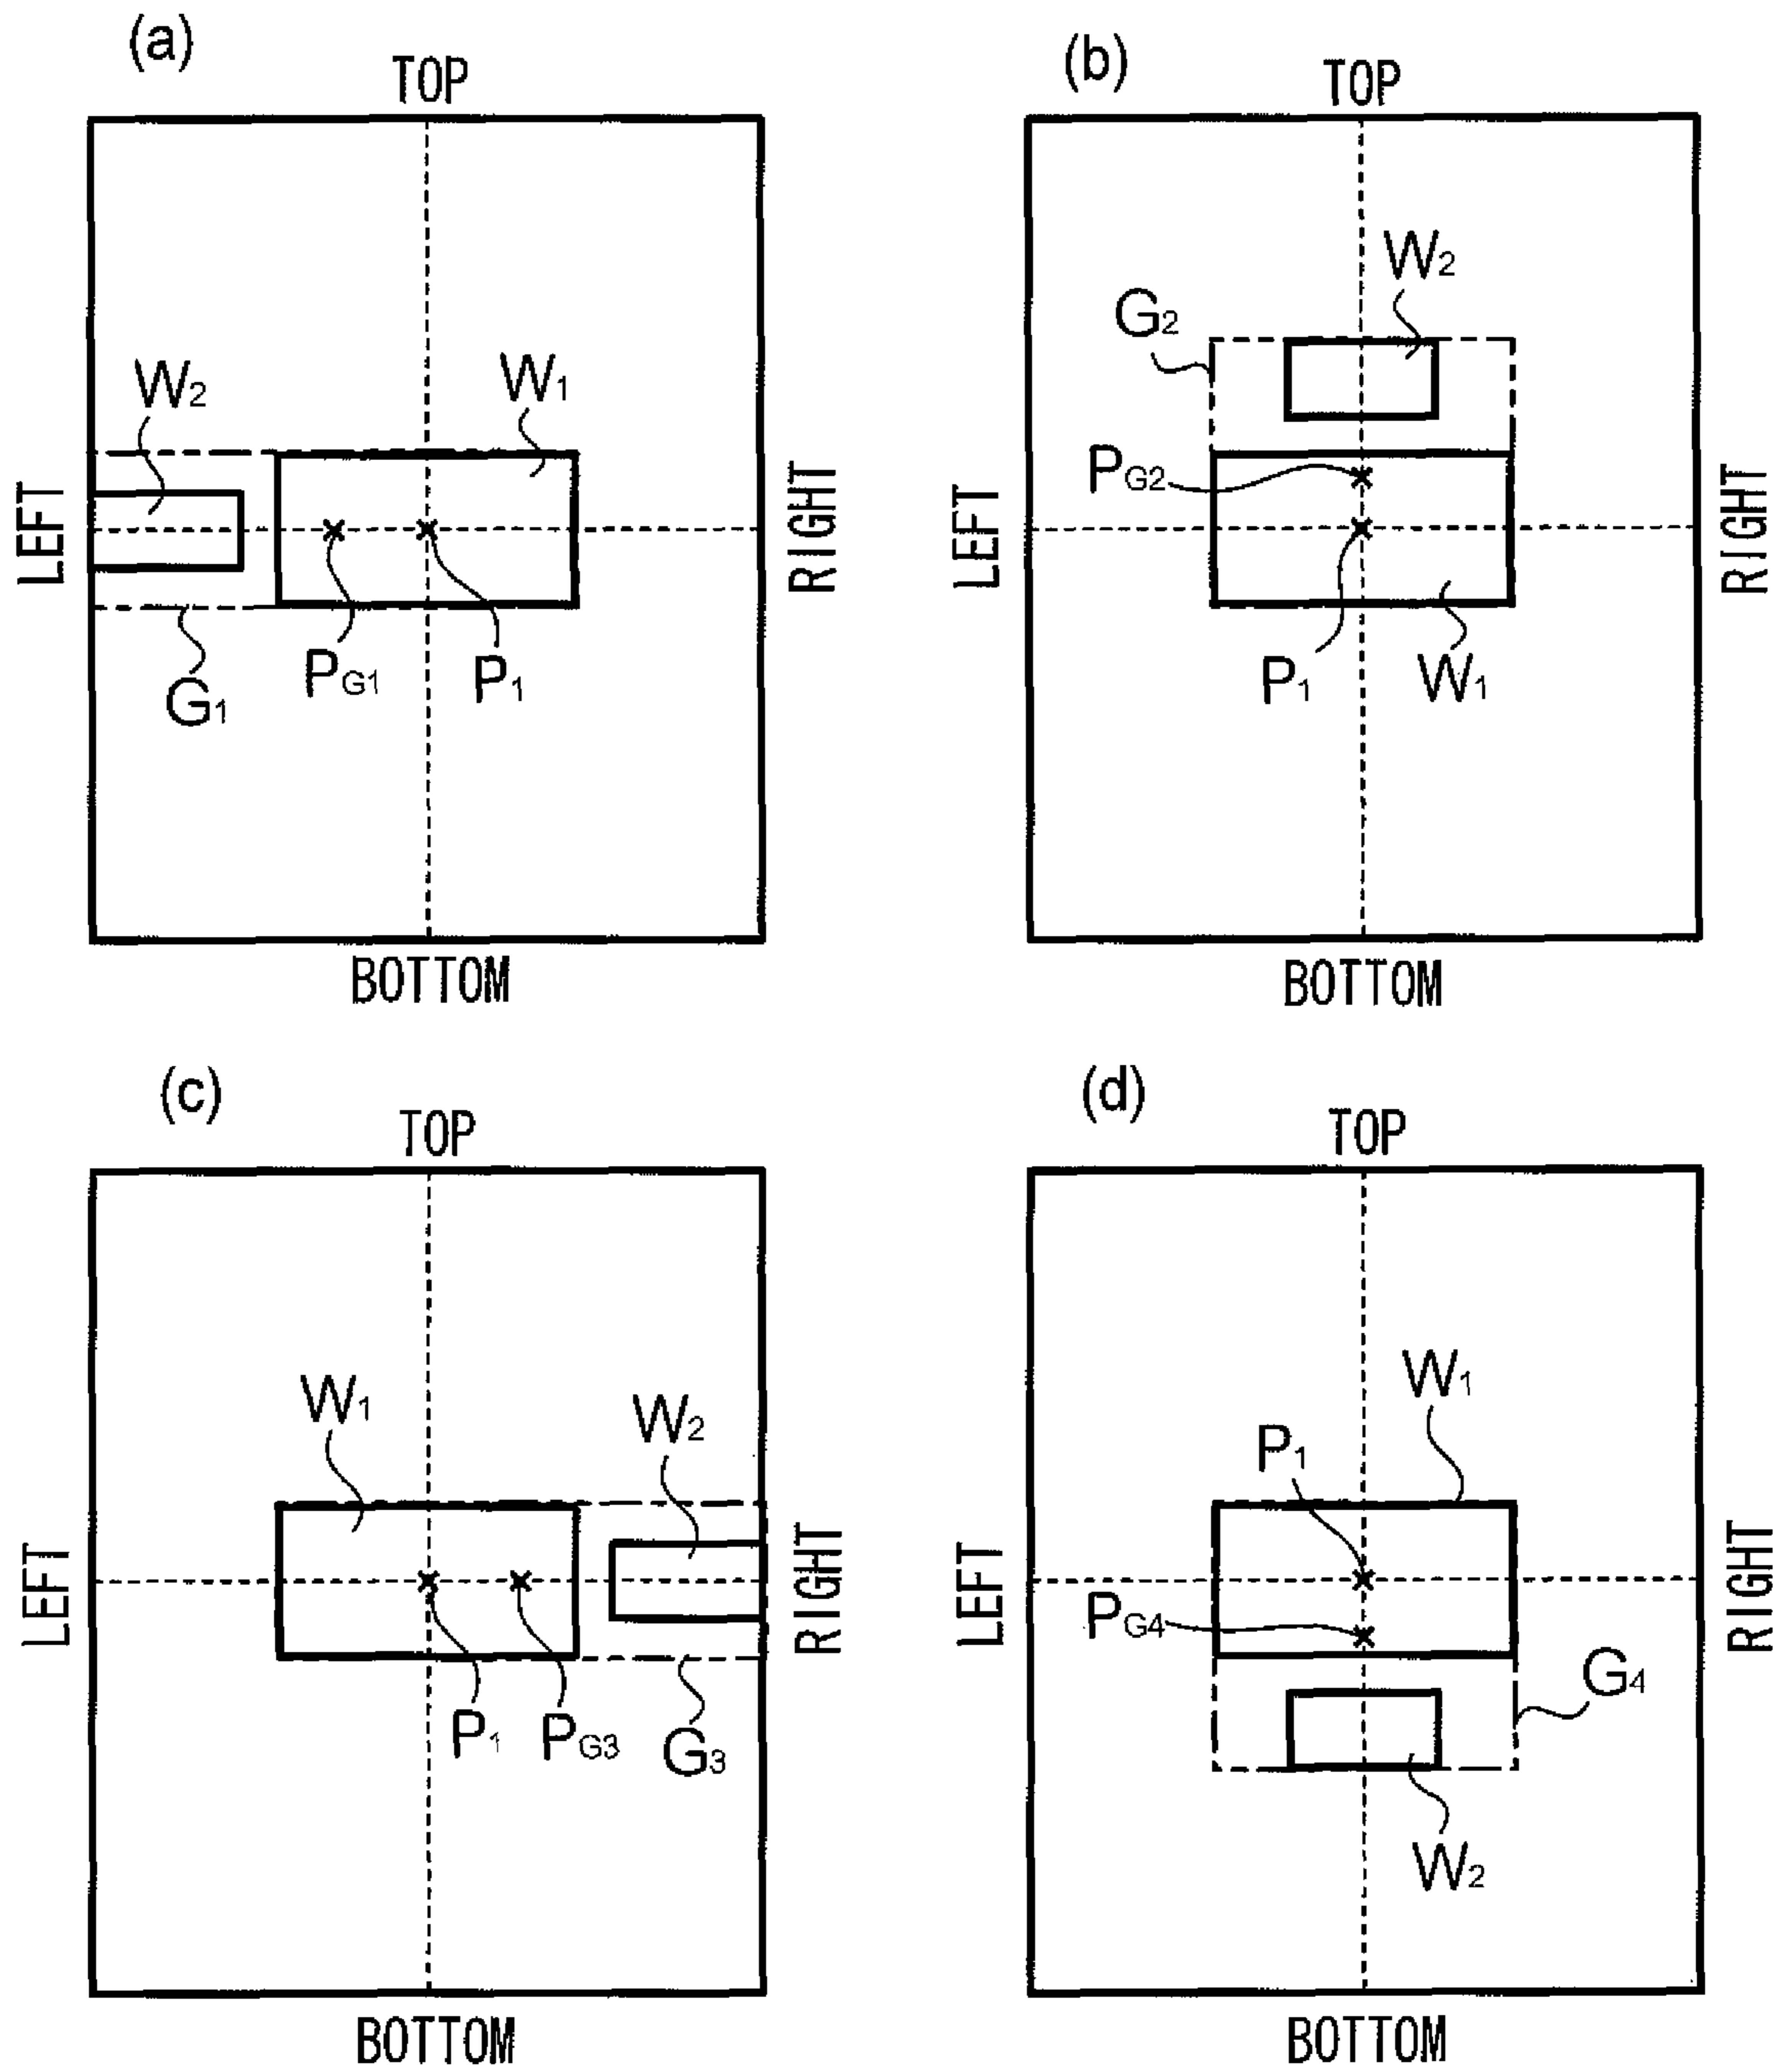 (a)
TOP
W2
W1
LEFT
RIGHT
PG1
P1
G1
BOTTOM
(b)
TOP
W2
G2
PG2
LEFT
RIGHT
P1
W1
BOTTOM
(c)
TOP
W1
W2
LEFT
RIGHT
P1
PG3
G3
BOTTOM
(d)
TOP
W1
P1
LEFT
RIGHT
PG4
G4
W2
BOTTOM